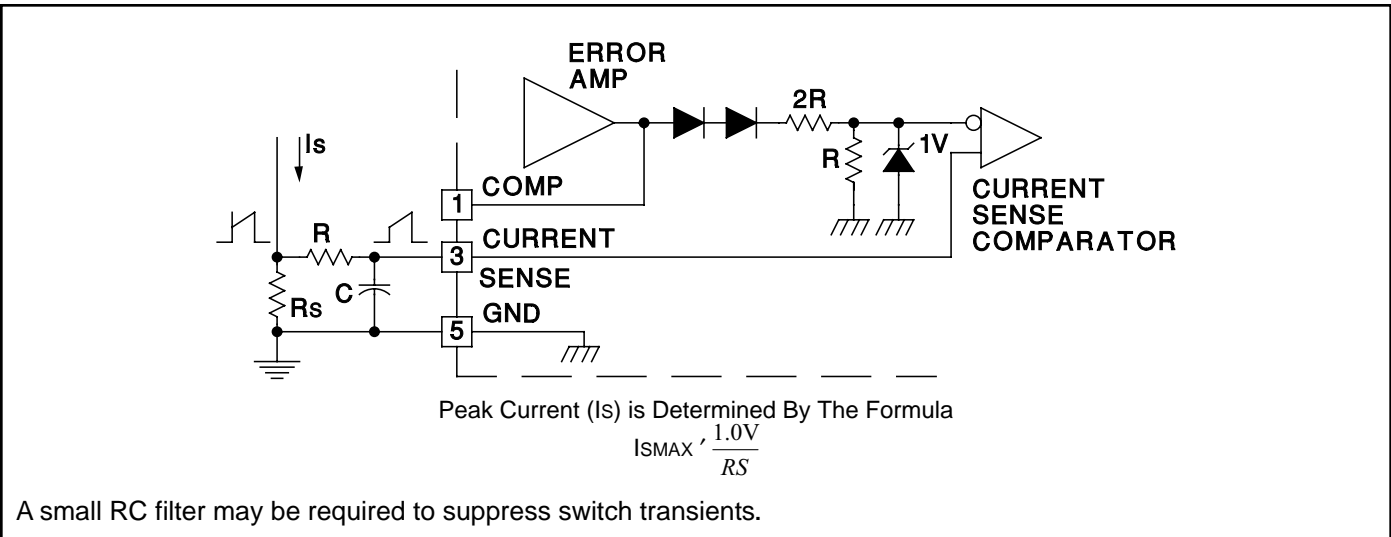 ERROR
AMP
2R
Is
R
1V
1 COMP
CURRENT
SENSE
COMPARATOR
R
3 CURRENT
SENSE
C
Rs
5 GND
Peak Current (IS) is Determined By The Formula
ISMAX ′ 1.0V
RS
A small RC filter may be required to suppress switch transients.